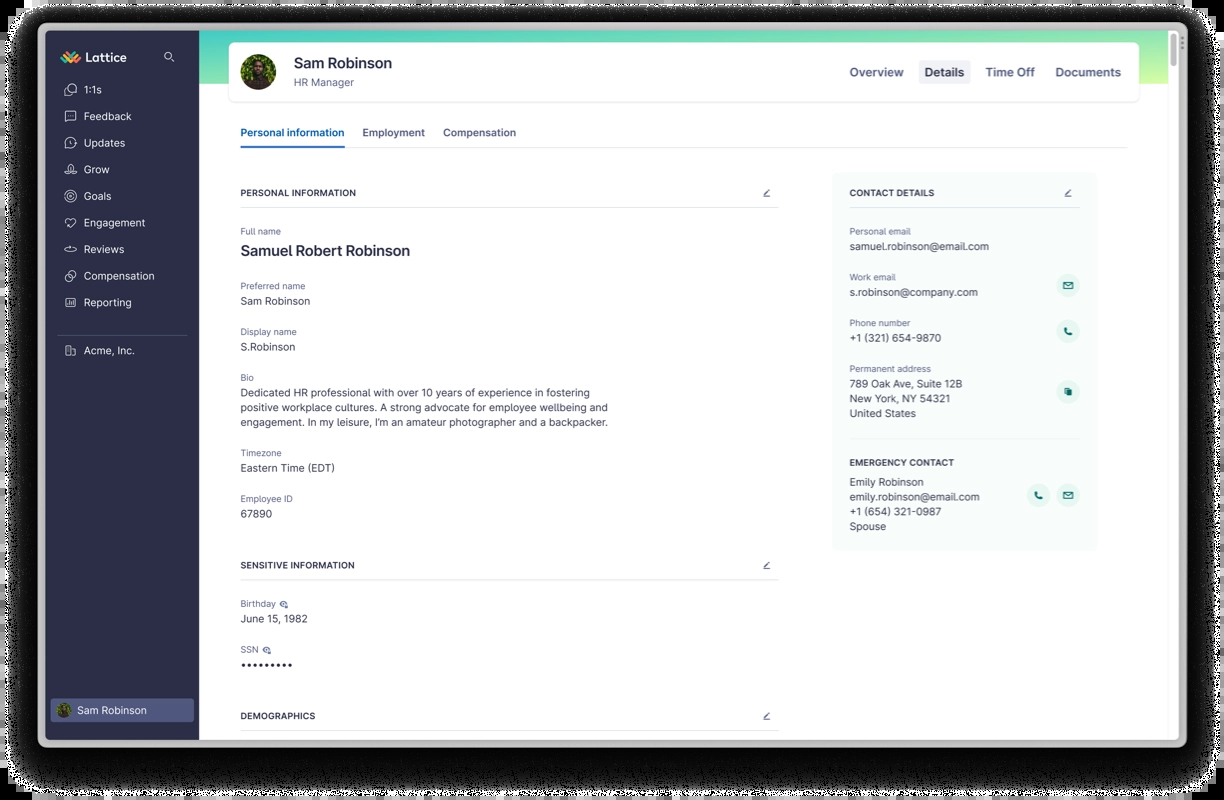 Lattice
1:1s
Feedback
Updates
Grow
Goals
Engagement
Reviews
Compensation
Reporting
Acme, Inc.
Sam Robinson
Sam Robinson
HR Manager
Overview
Details
Time Off
Documents
Personal information
Employment
Compensation
PERSONAL INFORMATION
Full name
Samuel Robert Robinson
Preferred name
Sam Robinson
Display name
S.Robinson
Bio
Dedicated HR professional with over 10 years of experience in fostering
positive workplace cultures. A strong advocate for employee wellbeing and
engagement. In my leisure, I'm an amateur photographer and a backpacker.
Timezone
Eastern Time (EDT)
Employee ID
67890
SENSITIVE INFORMATION
Birthday
June 15, 1982
SSN
•••••••••
DEMOGRAPHICS
CONTACT DETAILS
Personal email
samuel.robinson@email.com
Work email
s.robinson@company.com
Phone number
+1 (321) 654-9870
Permanent address
789 Oak Ave, Suite 12B
New York, NY 54321
United States
EMERGENCY CONTACT
Emily Robinson
emily.robinson@email.com
+1 (654) 321-0987
Spouse